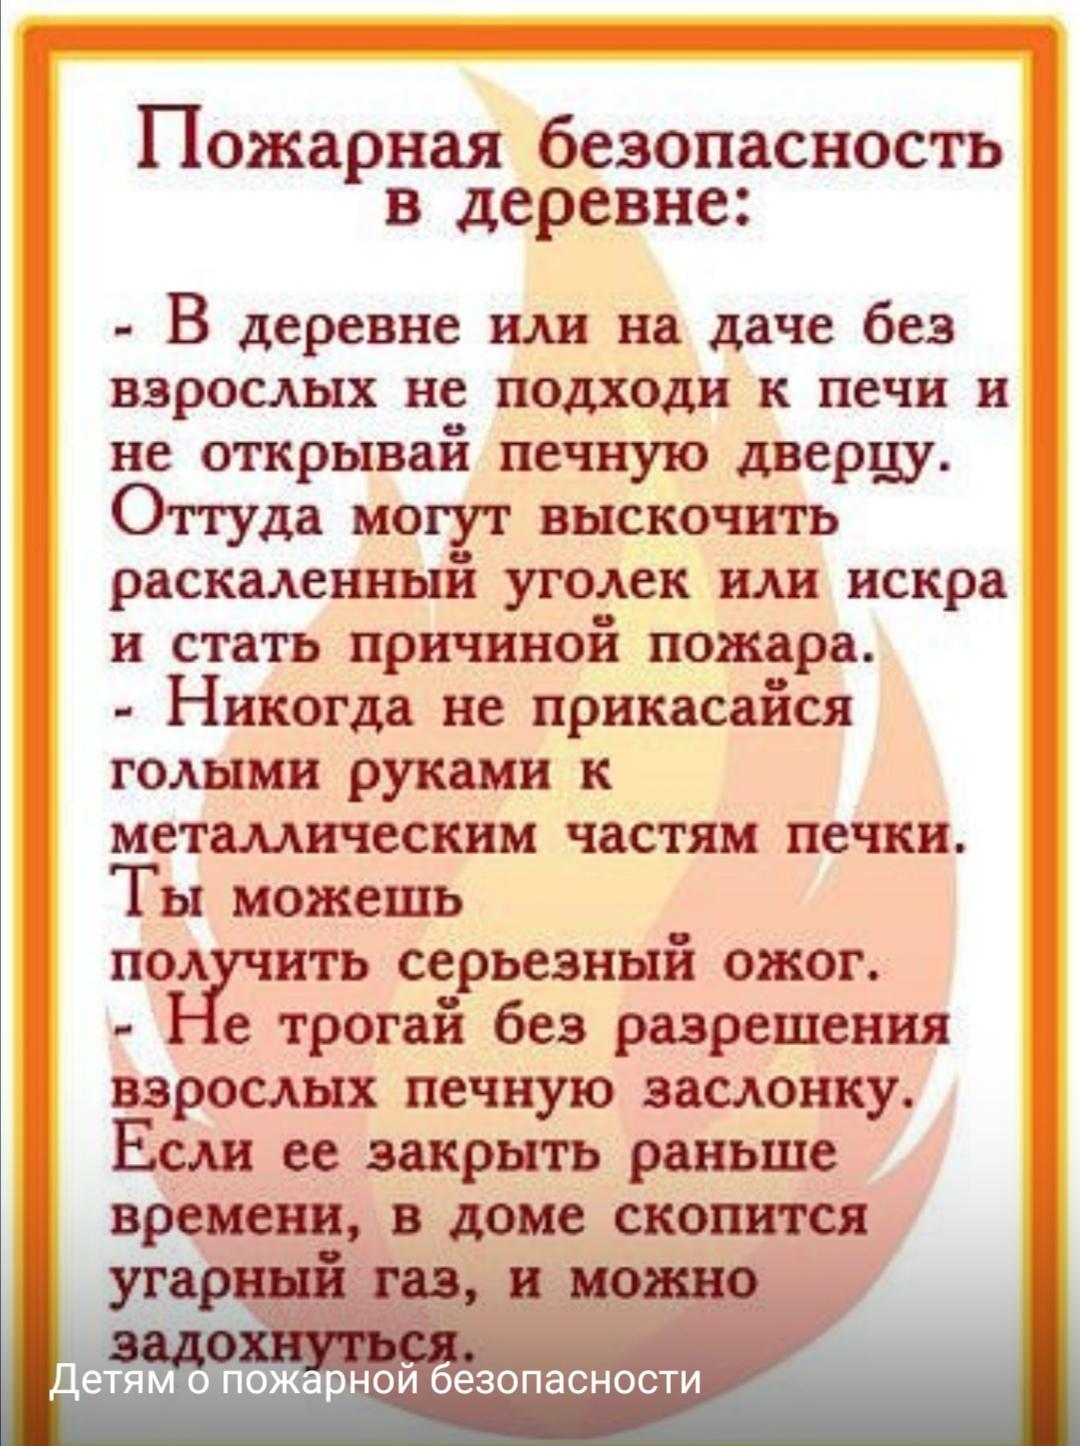 Пожарная безопасность
в деревне:
- В деревне или на даче без
взрослых не подходи к печи и
не открывай печную дверцу.
Оттуда могут выскочить
раскаленный уголек или искра
и стать причиной пожара.
- Никогда не прикасайся
голыми руками к
металлическим частям печки.
Ты можешь
получить серьезный ожог.
- Не трогай без разрешения
взрослых печную заслонку.
Если ее закрыть раньше
времени, в доме скопится
угарный газ, и можно
задохнуться.
Детям о пожарной безопасности